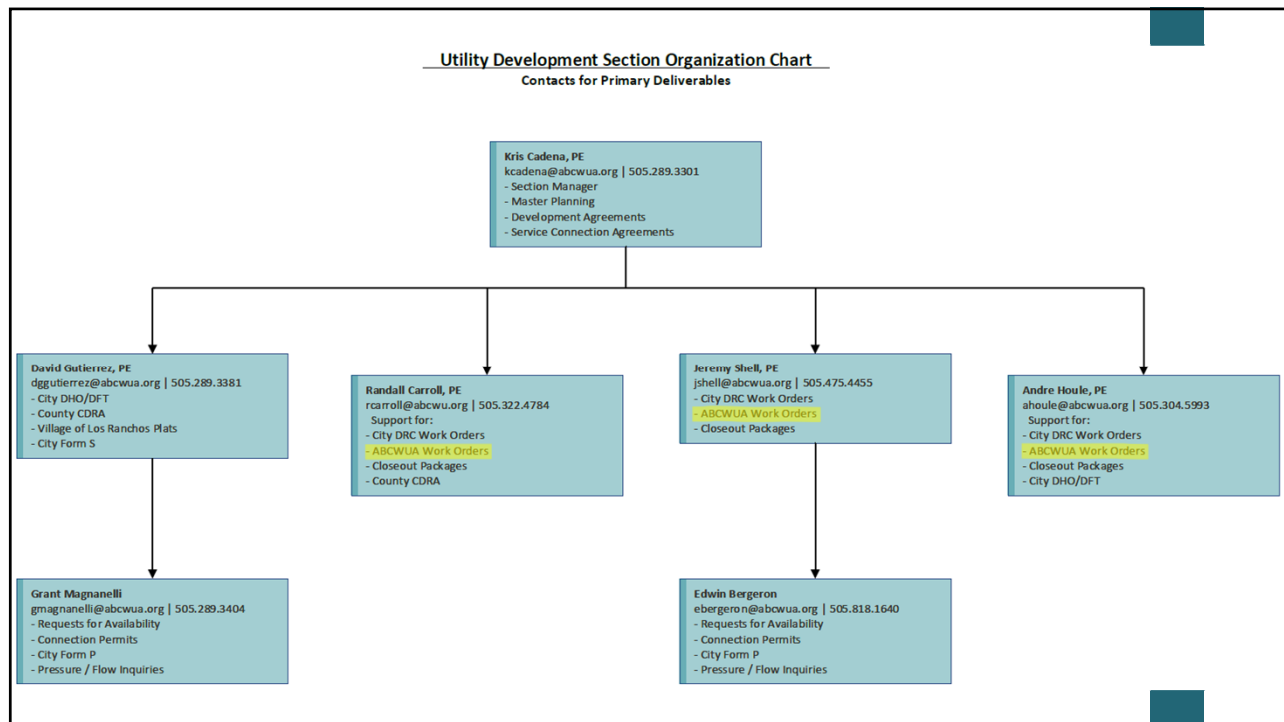 Utility Development Section Organization Chart
Contacts for Primary Deliverables
Kris Cadena, PE
kcadena@abcwua.org | 505.289.3301
- Section Manager
- Master Planning
- Development Agreements
- Service Connection Agreements
David Gutierrez, PE
dggutierrez@abcwua.org | 505.289.3381
- City DHO/DFT
- County CDRA
- Village of Los Ranchos Plats
- City Form S
Randall Carroll, PE
rcarroll@abcwu.org | 505.322.4784
Support for:
- City DRC Work Orders
- ABCWUA Work Orders
- Closeout Packages
- County CDRA
Jeremy Shell, PE
jshell@abcwua.org | 505.475.4455
- City DRC Work Orders
- ABCWUA Work Orders
- Closeout Packages
Andre Houle, PE
ahoule@abcwua.org | 505.304.5993
Support for:
- City DRC Work Orders
- ABCWUA Work Orders
- Closeout Packages
- City DHO/DFT
Grant Magnanelli
gmagnanelli@abcwua.org | 505.289.3404
- Requests for Availability
- Connection Permits
- City Form P
- Pressure / Flow Inquiries
Edwin Bergeron
ebergeron@abcwua.org | 505.818.1640
- Requests for Availability
- Connection Permits
- City Form P
- Pressure / Flow Inquiries